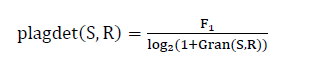 plagdet(S, R) = F₁ / log₂(1+Gran(S,R))